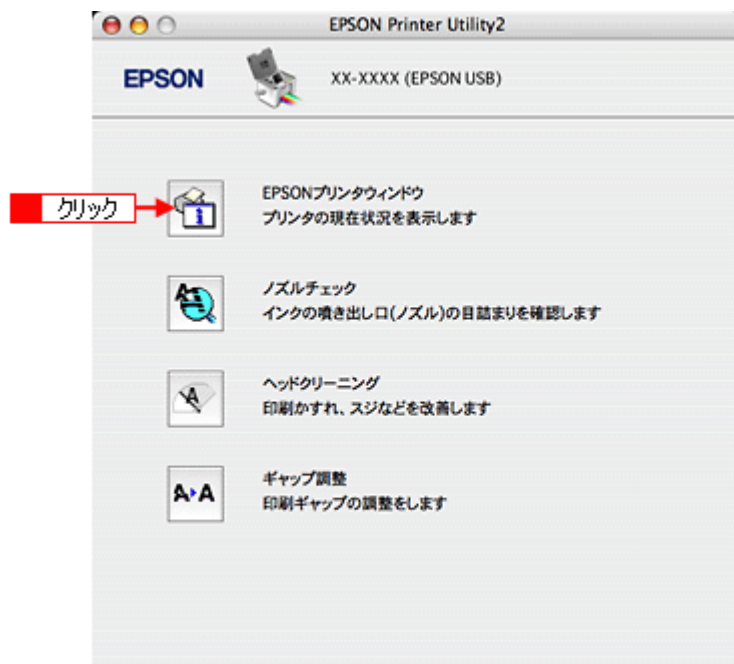 EPSON Printer Utility2
EPSON
XX-XXXX (EPSON USB)
クリック
EPSONプリンタウィンドウ
プリンタの現在状況を表示します
ノズルチェック
インクの噴き出し口(ノズル)の目詰まりを確認します
ヘッドクリーニング
印刷かすれ、スジなどを改善します
A▸A
ギャップ調整
印刷ギャップの調整をします